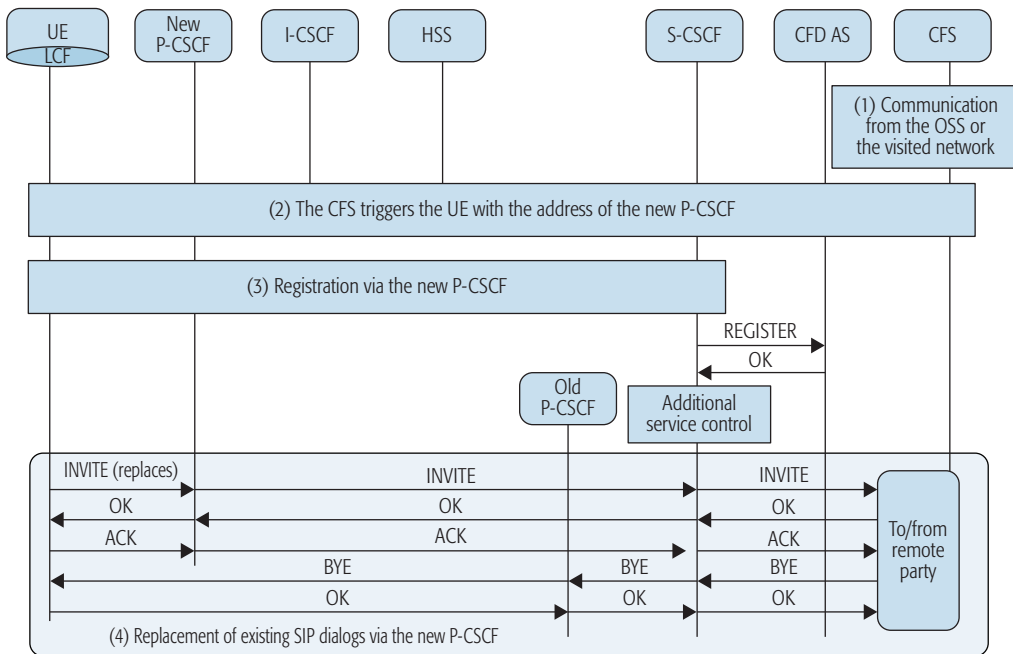 UE
LCF
New
P-CSCF
I-CSCF
HSS
S-CSCF
CFD AS
CFS
(1) Communication
from the OSS or
the visited network
(2) The CFS triggers the UE with the address of the new P-CSCF
(3) Registration via the new P-CSCF
REGISTER
OK
Old
P-CSCF
Additional
service control
INVITE (replaces)
INVITE
INVITE
OK
OK
OK
ACK
ACK
ACK
BYE
BYE
BYE
OK
OK
OK
To/from
remote
party
(4) Replacement of existing SIP dialogs via the new P-CSCF